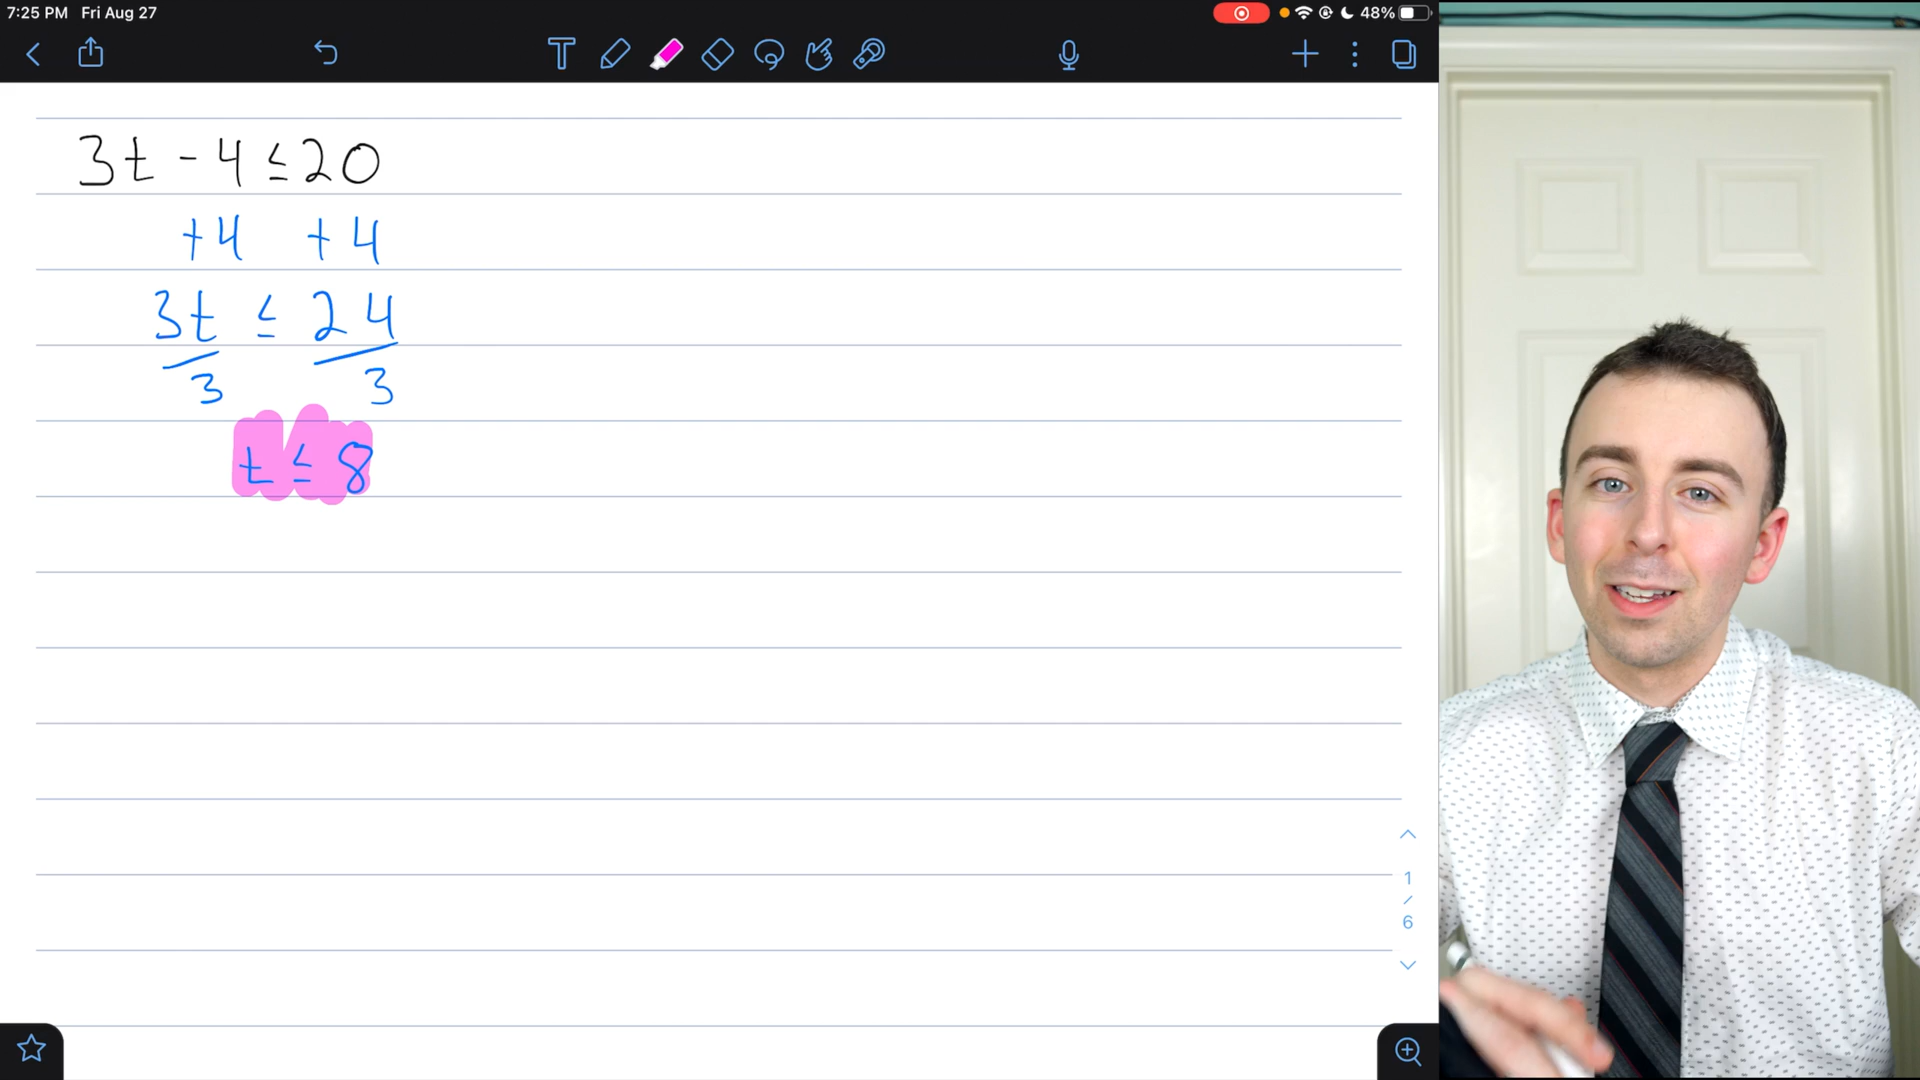 7:25 PM Fri Aug 27
48%
T
3t - 4 ≤ 20
+4 +4
3t ≤ 24
3 3
t ≤ 8
1
/
6